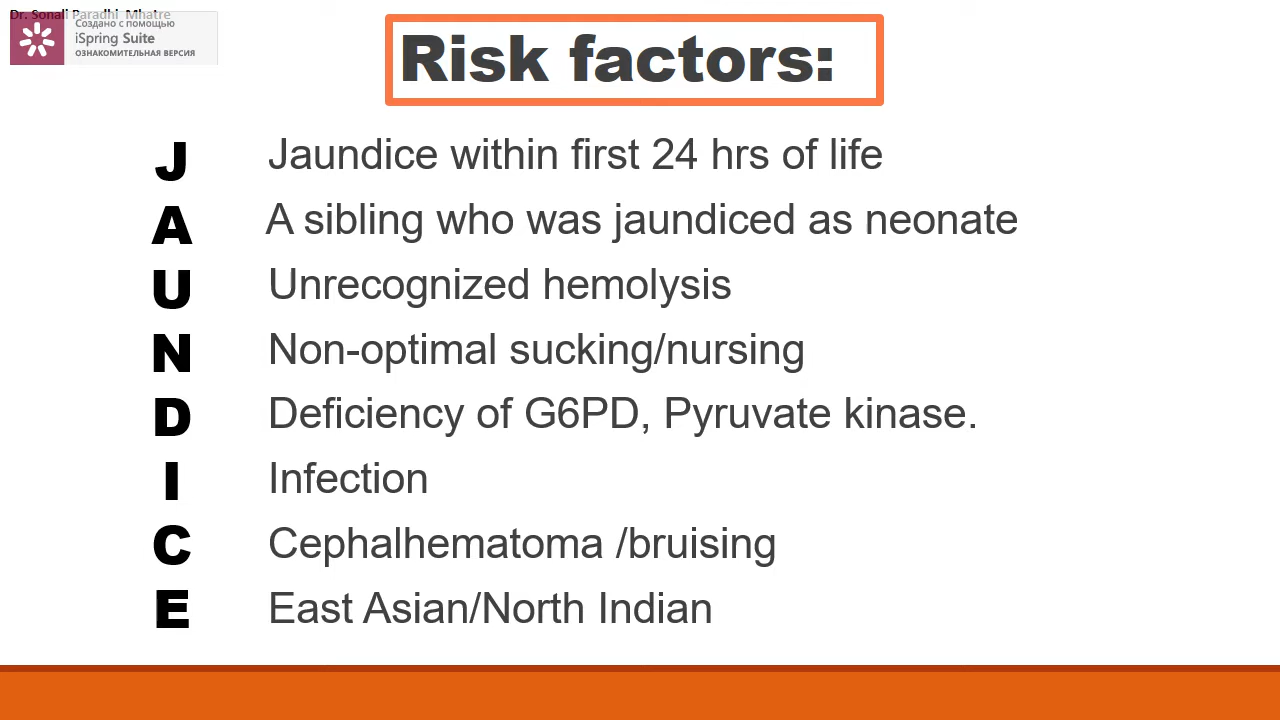 Dr. Sonali Paradhi Mhatre
Создано с помощью
iSpring Suite
ОЗНАКОМИТЕЛЬНАЯ ВЕРСИЯ
Risk factors:
J Jaundice within first 24 hrs of life
A A sibling who was jaundiced as neonate
U Unrecognized hemolysis
N Non-optimal sucking/nursing
D Deficiency of G6PD, Pyruvate kinase.
I Infection
C Cephalhematoma /bruising
E East Asian/North Indian